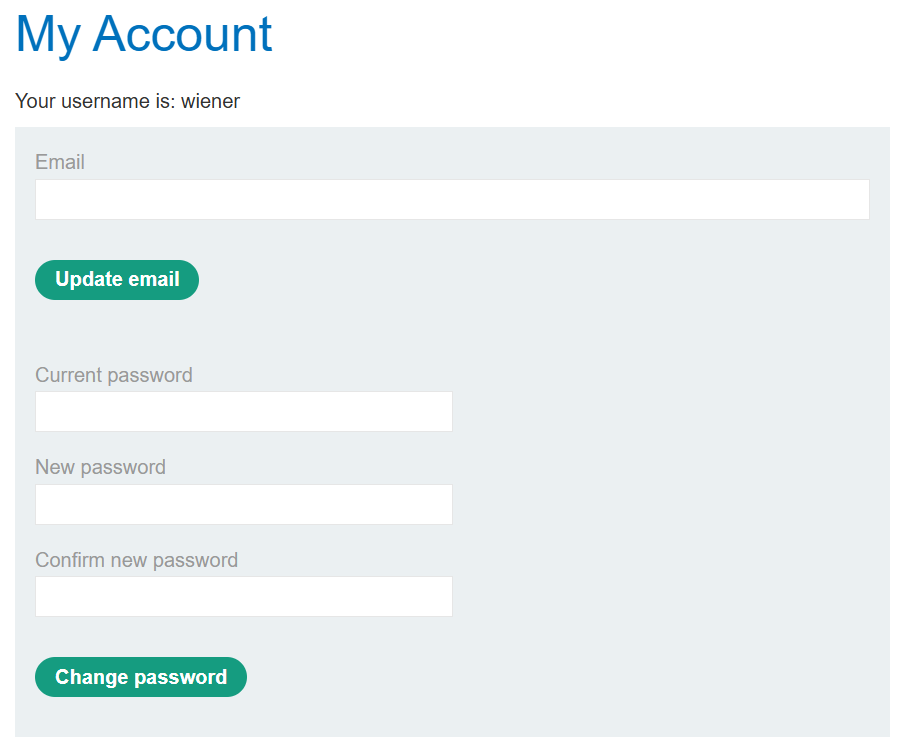 My Account
Your username is: wiener
Email
Update email
Current password
New password
Confirm new password
Change password